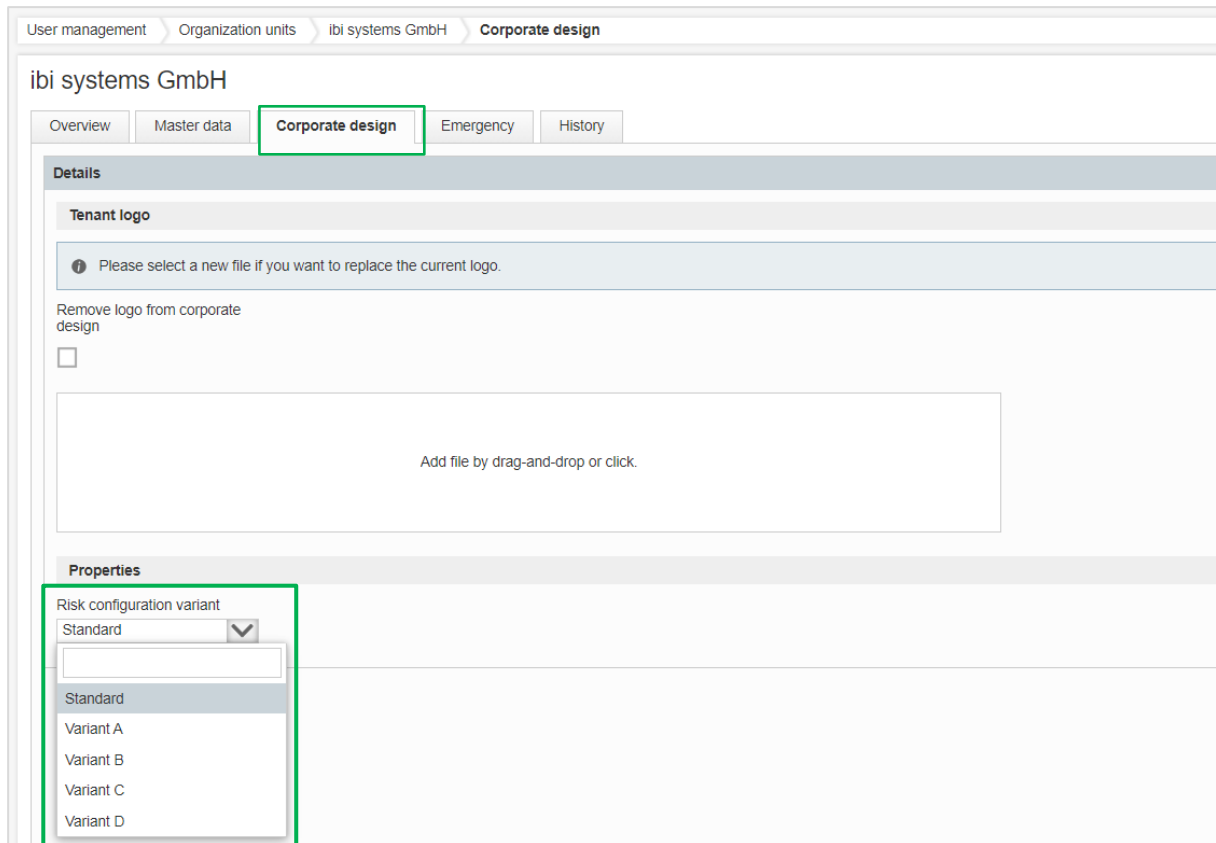 User management Organization units ibi systems GmbH Corporate design
ibi systems GmbH
Overview Master data Corporate design Emergency History
Details
Tenant logo
Please select a new file if you want to replace the current logo.
Remove logo from corporate
design
Add file by drag-and-drop or click.
Properties
Risk configuration variant
Standard
Standard
Variant A
Variant B
Variant C
Variant D